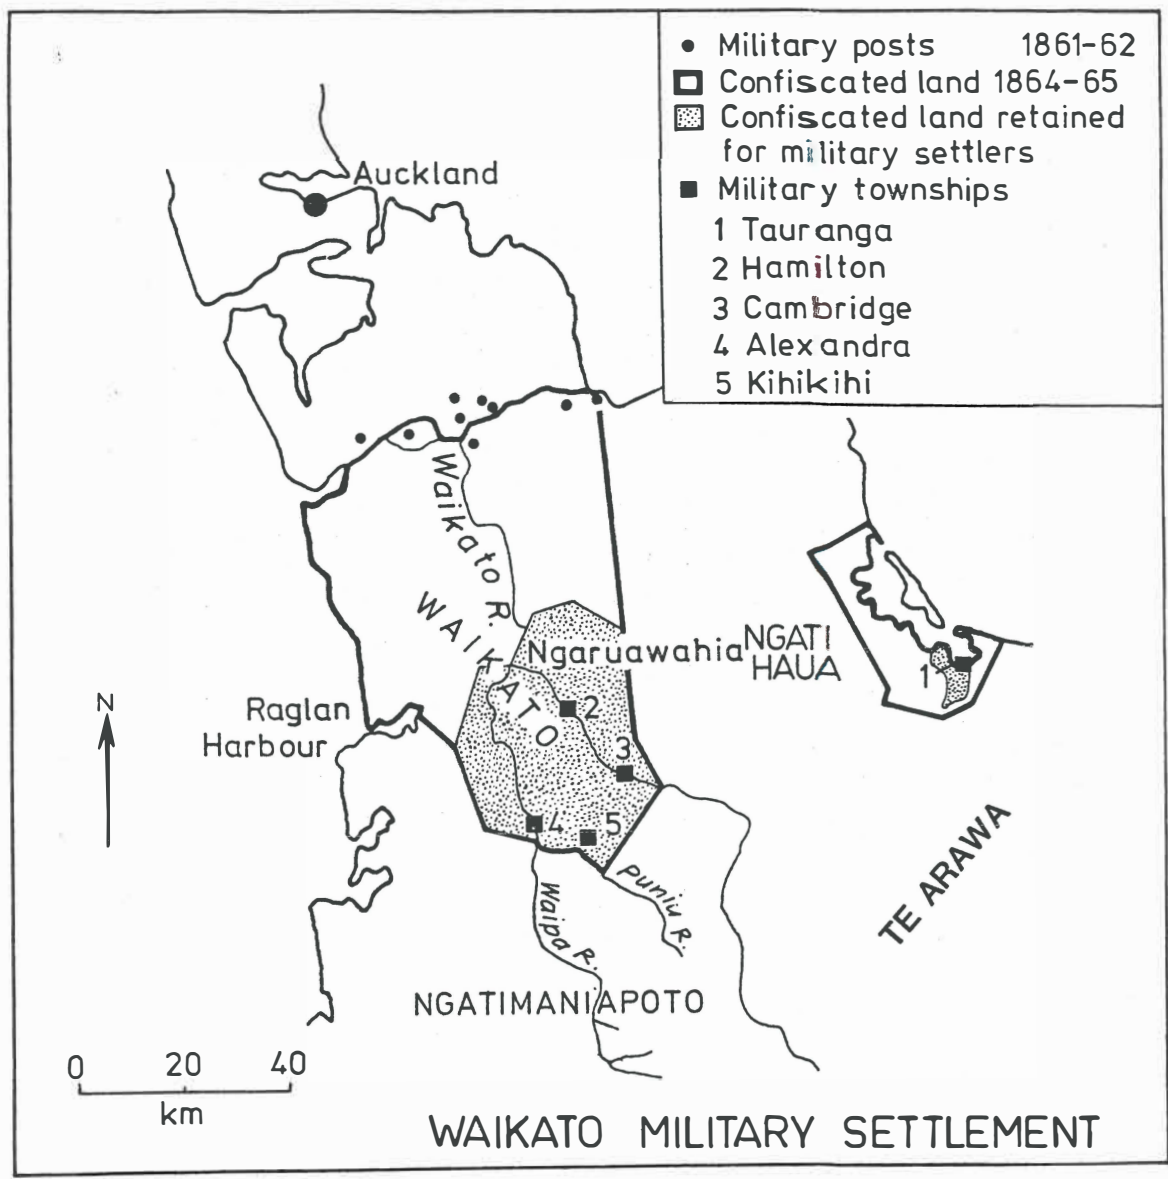 Military posts 1861-62
Confiscated land 1864-65
Confiscated land retained
for military settlers
Military townships
1 Tauranga
2 Hamilton
3 Cambridge
4 Alexandra
5 Kihikihi
Auckland
Waikato R.
WAIKATO
Ngaruawahia
NGATI
HAUA
1
2
3
4
5
N
Raglan
Harbour
Puniu R.
Waipa R.
TE ARAWA
NGATIMANIAPOTO
0 20 40
km
WAIKATO MILITARY SETTLEMENT